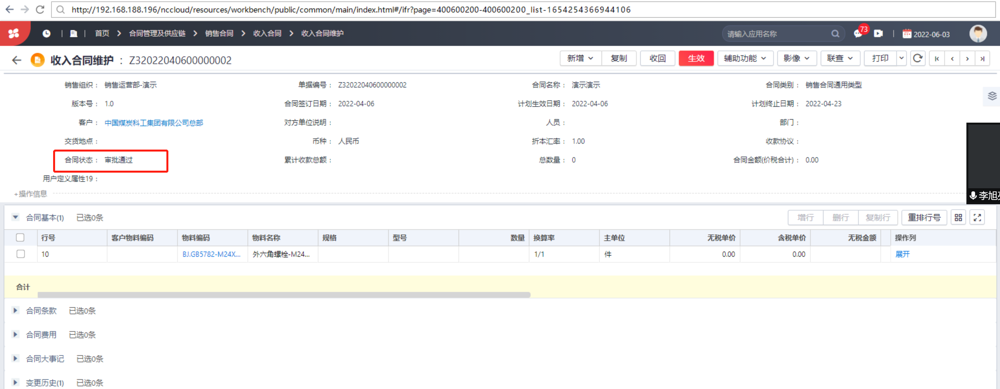 http://192.168.188.196/nccloud/resources/workbench/public/common/main/index.html#/ifr?page=400600200-400600200_list-1654254366944106
首页 > 合同管理及供应链 > 销售合同 > 收入合同 > 收入合同维护
请输入应用名称
73
2022-06-03
收入合同维护 : Z32022040600000002
新增 复制 收回 生效 辅助功能 影像 联查 打印
销售组织 : 销售运营部-演示 单据编号 : Z32022040600000002 合同名称 : 演示演示 合同类别 : 销售合同通用类型
版本号 : 1.0 合同签订日期 : 2022-04-06 计划生效日期 : 2022-04-06 计划终止日期 : 2022-04-23
客户 : 中国煤炭科工集团有限公司总部 对方单位说明 : 人员 : 部门 :
交货地点 : 币种 : 人民币 折本汇率 : 1.00 收款协议 :
合同状态 : 审批通过 累计收款总额 : 总数量 : 0 合同金额(价税合计) : 0.00
用户定义属性19 :
+操作信息
李旭
合同基本(1) 已选0条 增行 删行 复制行 重排行号
行号 客户物料编码 物料编码 物料名称 规格 型号 数量 换算率 主单位 无税单价 含税单价 无税金额 操作列
10 BJ.GB5782-M24X... 外六角螺栓-M24... 1/1 件 0.00 0.00 展开
合计
合同条款 已选0条
合同费用 已选0条
合同大事记 已选0条
变更历史(1) 已选0条